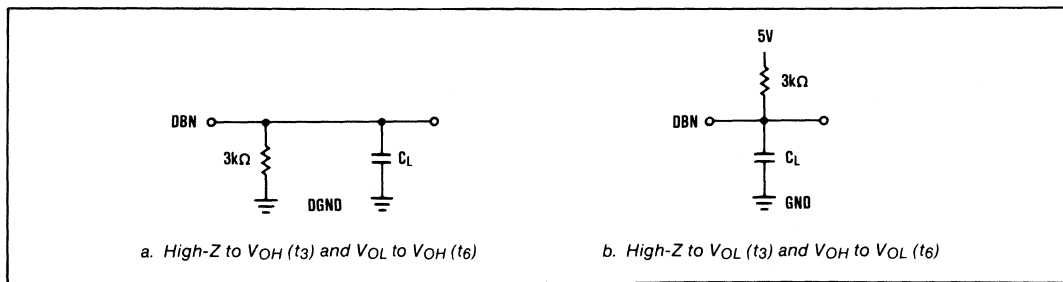 5V
3kΩ
DBN
3kΩ
CL
DGND
DBN
CL
GND
a. High-Z to VOH (t3) and VOL to VOH (t6)
b. High-Z to VOL (t3) and VOH to VOL (t6)